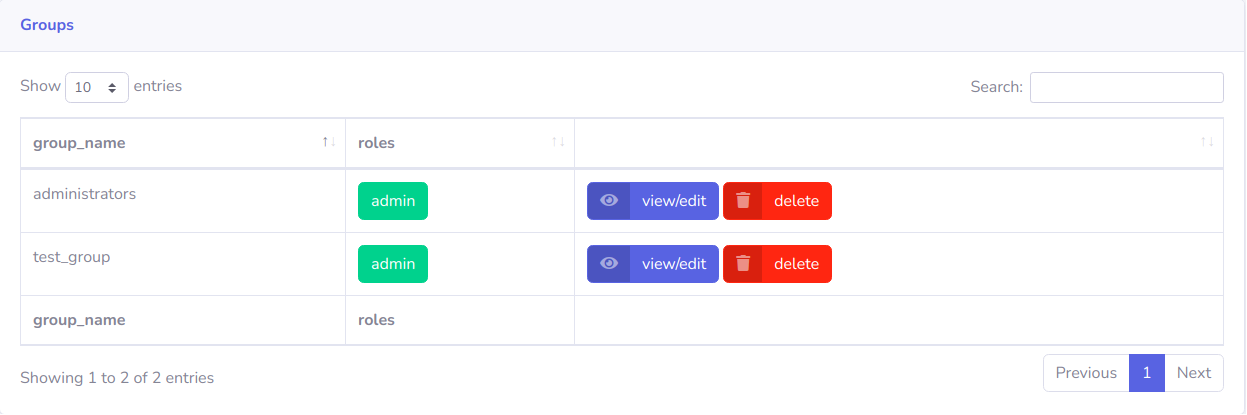 Groups
Show 10 entries Search:
group_name roles
administrators admin view/edit delete
test_group admin view/edit delete
group_name roles
Showing 1 to 2 of 2 entries Previous 1 Next